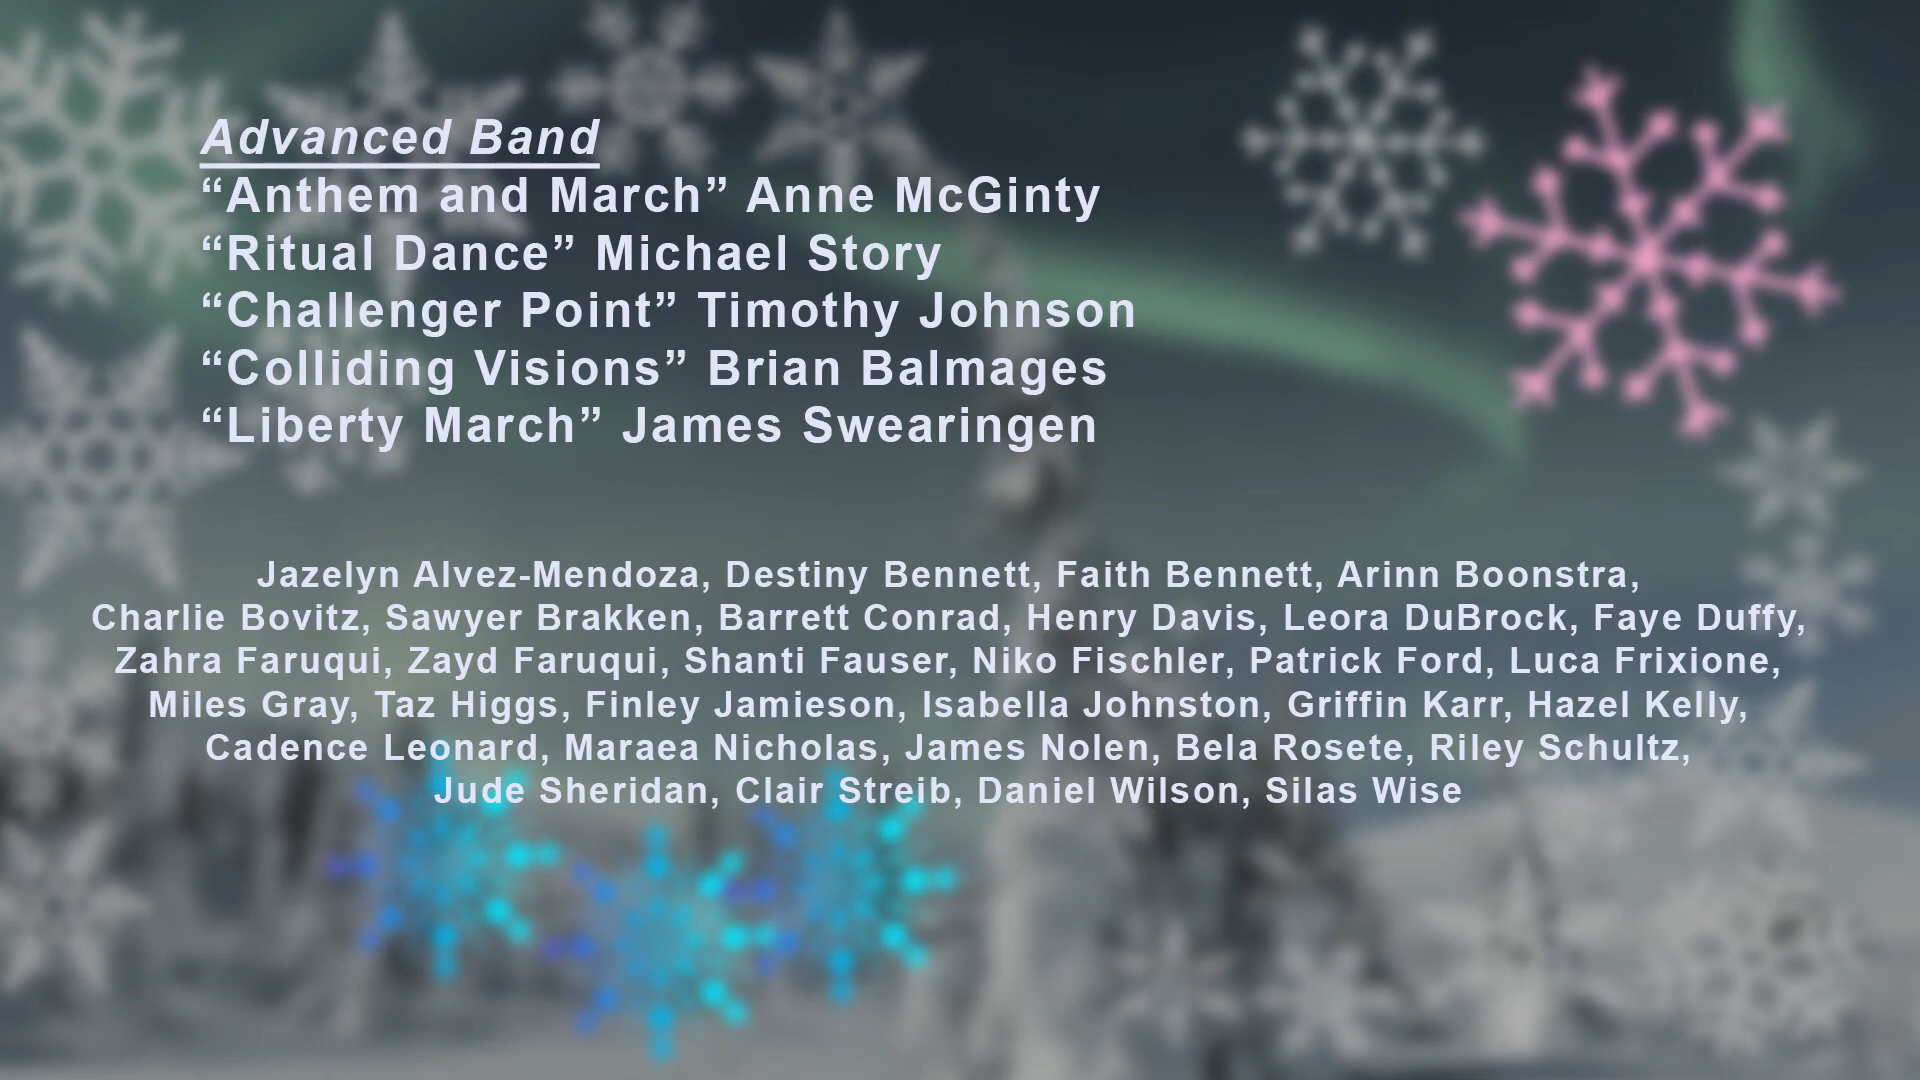 Advanced Band
“Anthem and March” Anne McGinty
“Ritual Dance” Michael Story
“Challenger Point” Timothy Johnson
“Colliding Visions” Brian Balmages
“Liberty March” James Swearingen
Jazelyn Alvez-Mendoza, Destiny Bennett, Faith Bennett, Arinn Boonstra,
Charlie Bovitz, Sawyer Brakken, Barrett Conrad, Henry Davis, Leora DuBrock, Faye Duffy,
Zahra Faruqui, Zayd Faruqui, Shanti Fauser, Niko Fischler, Patrick Ford, Luca Frixione,
Miles Gray, Taz Higgs, Finley Jamieson, Isabella Johnston, Griffin Karr, Hazel Kelly,
Cadence Leonard, Maraea Nicholas, James Nolen, Bela Rosete, Riley Schultz,
Jude Sheridan, Clair Streib, Daniel Wilson, Silas Wise